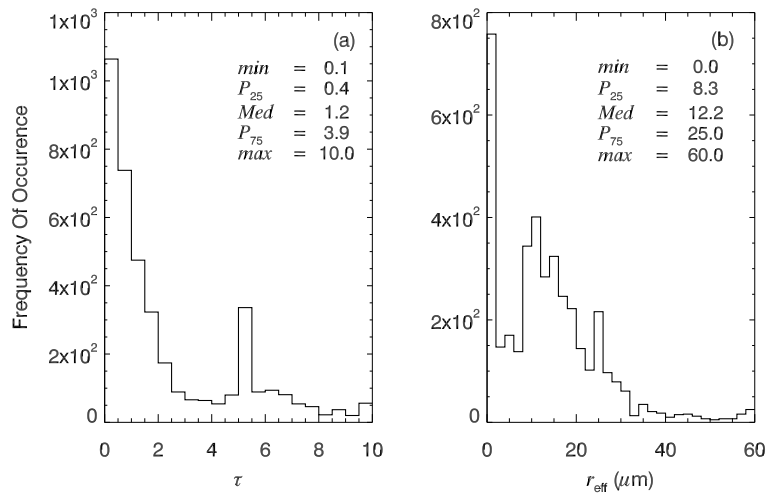 1x10³
1x10³
8x10²
6x10²
4x10²
2x10²
0
Frequency Of Occurence
(a)
min = 0.1
P₂₅ = 0.4
Med = 1.2
P₇₅ = 3.9
max = 10.0
0 2 4 6 8 10
τ
8x10²
6x10²
4x10²
2x10²
0
(b)
min = 0.0
P₂₅ = 8.3
Med = 12.2
P₇₅ = 25.0
max = 60.0
0 20 40 60
r_eff (μm)